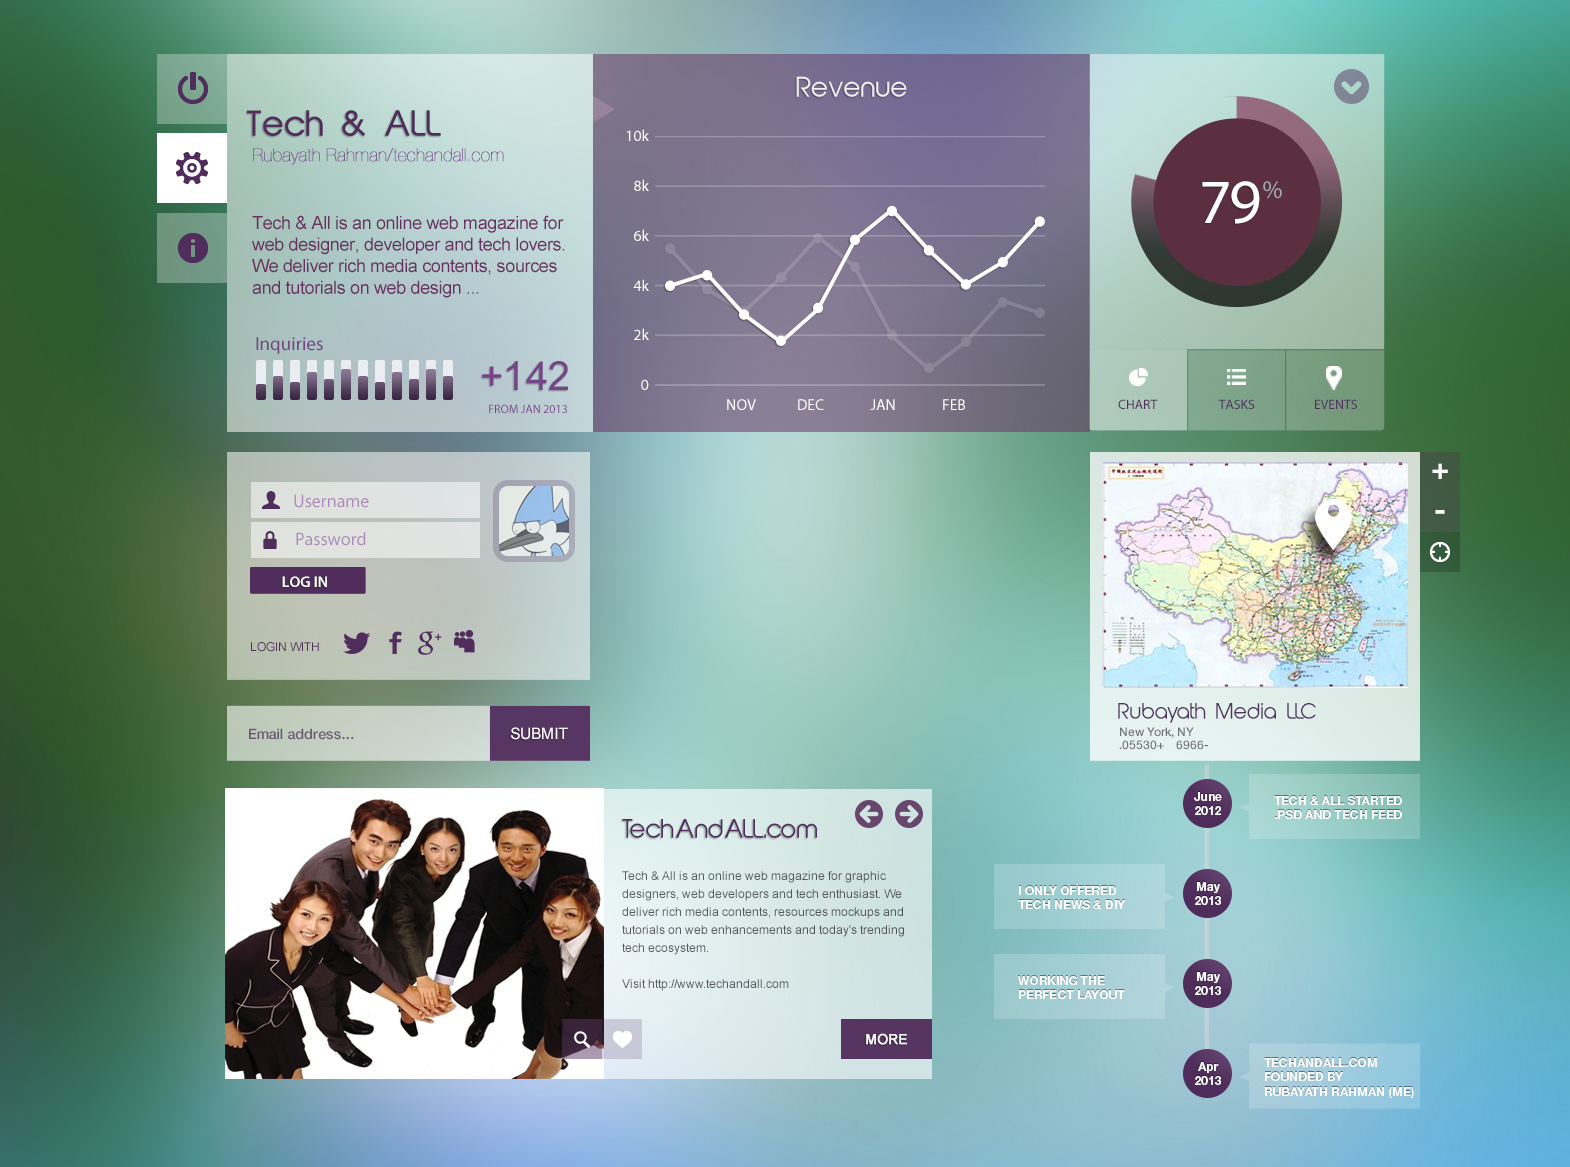 Tech & ALL
Rubayath Rahman/techandall.com
Tech & All is an online web magazine for
web designer, developer and tech lovers.
We deliver rich media contents, sources
and tutorials on web design ...
Inquiries
+142
FROM JAN 2013
Revenue
10k
8k
6k
4k
2k
0
NOV DEC JAN FEB
79%
CHART TASKS EVENTS
Username
Password
LOG IN
LOGIN WITH
Email address...
SUBMIT
+
-
Rubayath Media LLC
New York, NY
.05530+ 6966-
TechAndALL.com
Tech & All is an online web magazine for graphic
designers, web developers and tech enthusiast. We
deliver rich media contents, resources mockups and
tutorials on web enhancements and today's trending
tech ecosystem.
Visit http://www.techandall.com
MORE
June
2012
TECH & ALL STARTED
.PSD AND TECH FEED
May
2013
I ONLY OFFERED
TECH NEWS & DIY
May
2013
WORKING THE
PERFECT LAYOUT
Apr
2013
TECHANDALL.COM
FOUNDED BY
RUBAYATH RAHMAN (ME)